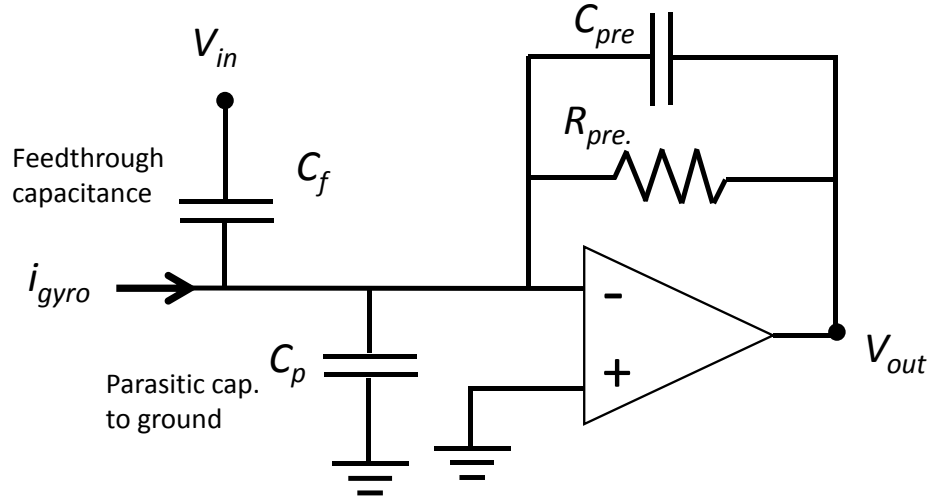 C_pre
V_in
R_pre.
Feedthrough
capacitance
C_f
i_gyro
-
C_p
+
V_out
Parasitic cap.
to ground